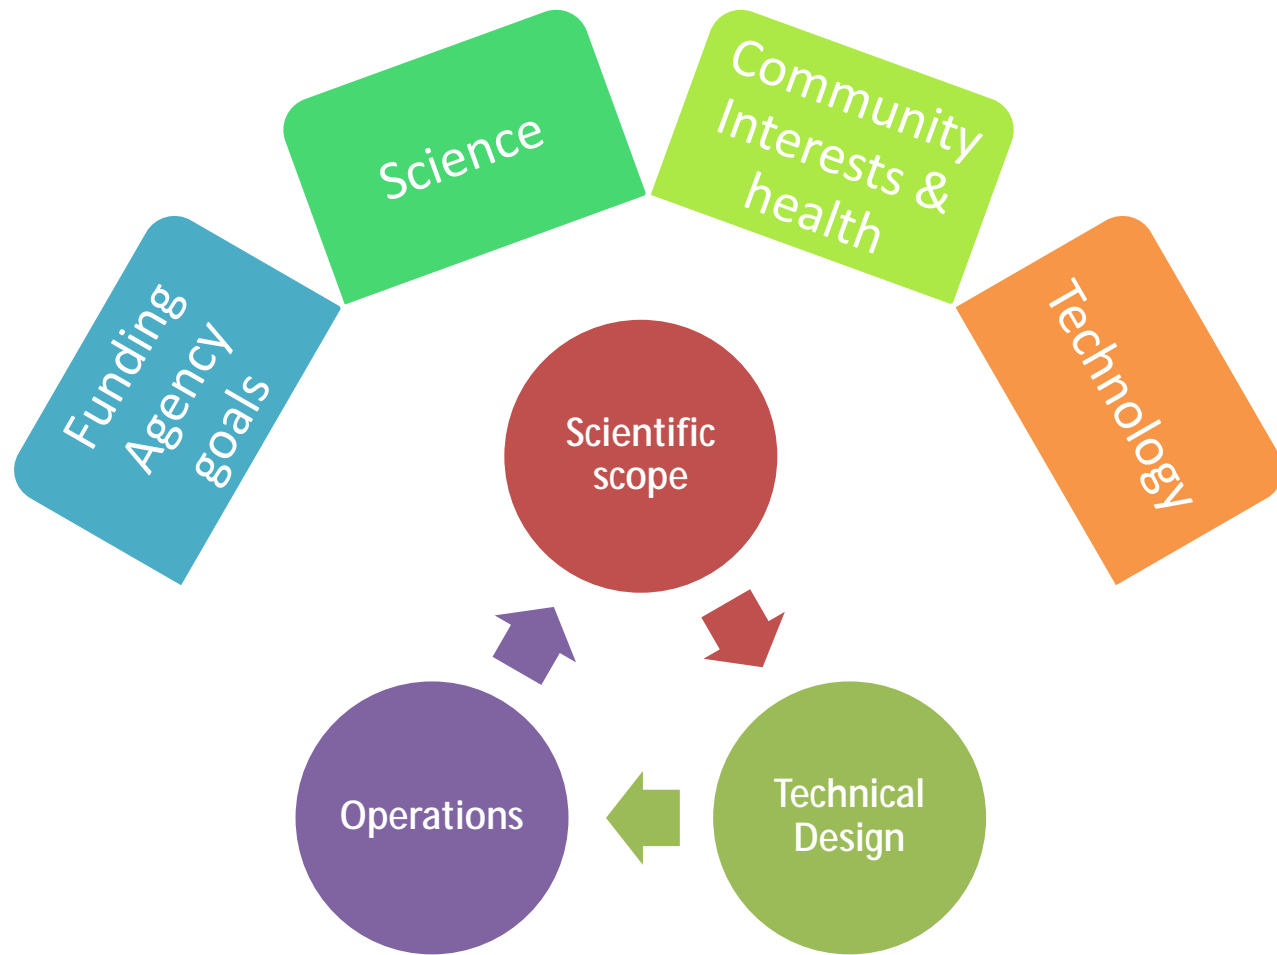 Funding
Agency
goals
Science
Community
Interests &
health
Technology
Scientific
scope
Operations
Technical
Design